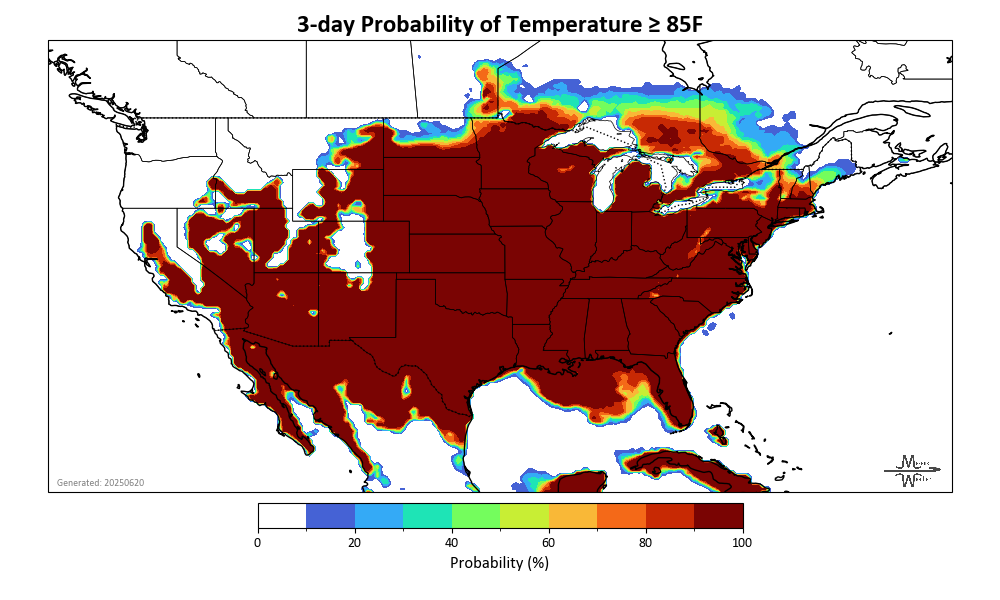 3-day Probability of Temperature ≥ 85F
Generated: 20250620
0 20 40 60 80 100
Probability (%)